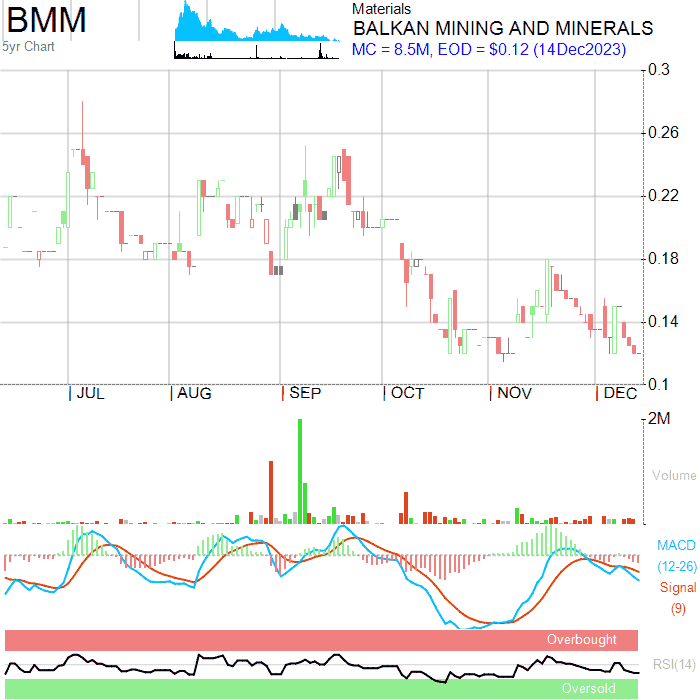 BMM
5yr Chart
Materials
BALKAN MINING AND MINERALS
MC = 8.5M, EOD = $0.12 (14Dec2023)
0.3
0.26
0.22
0.18
0.14
0.1
JUL AUG SEP OCT NOV DEC
2M
Volume
MACD
(12-26)
Signal
(9)
Overbought
RSI(14)
Oversold